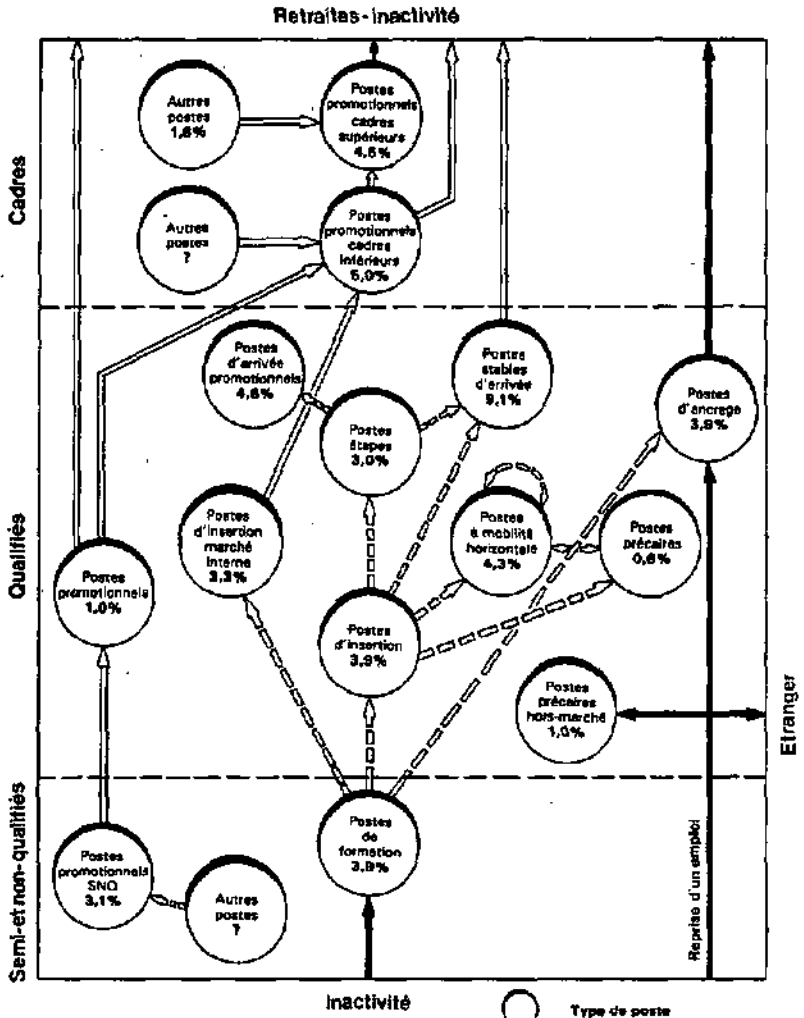 Retraites-inactivité
Cadres
Autres
postes
1,6%
Postes
promotionnels
cadres
supérieurs
4,5%
Autres
postes
?
Postes
promotionnels
cadres
inférieurs
5,0%
Qualifiés
Postes
d'arrivée
promotionnels
4,6%
Postes
stables
d'arrivée
9,1%
Postes
d'ancrage
3,9%
Postes
étapes
3,0%
Postes
d'insertion
marché
interne
3,3%
Postes
à mobilité
horizontale
4,3%
Postes
précaires
0,6%
Postes
promotionnels
1,0%
Postes
d'insertion
3,9%
Postes
précaires
hors-marché
1,0%
Etranger
Semi-et non-qualifiés
Postes
de
formation
3,9%
Postes
promotionnels
SNQ
3,1%
Autres
postes
?
Reprise d'un emploi
Inactivité
Type de poste